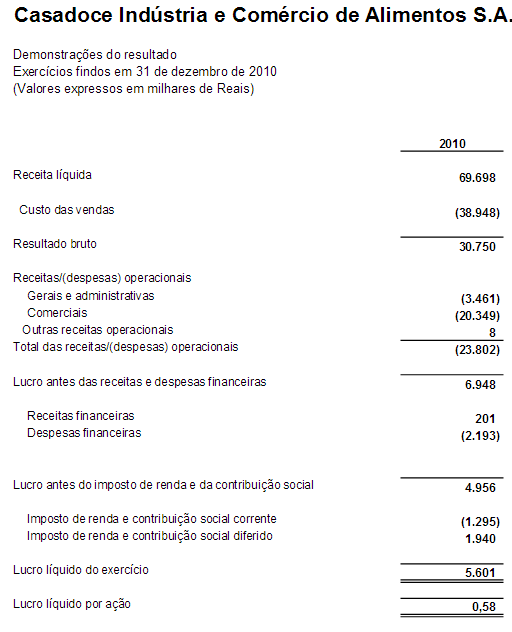 Casadoce Indústria e Comércio de Alimentos S.A.
Demonstrações do resultado
Exercícios findos em 31 de dezembro de 2010
(Valores expressos em milhares de Reais)
2010
Receita líquida 69.698
Custo das vendas (38.948)
Resultado bruto 30.750
Receitas/(despesas) operacionais
Gerais e administrativas (3.461)
Comerciais (20.349)
Outras receitas operacionais 8
Total das receitas/(despesas) operacionais (23.802)
Lucro antes das receitas e despesas financeiras 6.948
Receitas financeiras 201
Despesas financeiras (2.193)
Lucro antes do imposto de renda e da contribuição social 4.956
Imposto de renda e contribuição social corrente (1.295)
Imposto de renda e contribuição social diferido 1.940
Lucro líquido do exercício 5.601
Lucro líquido por ação 0,58